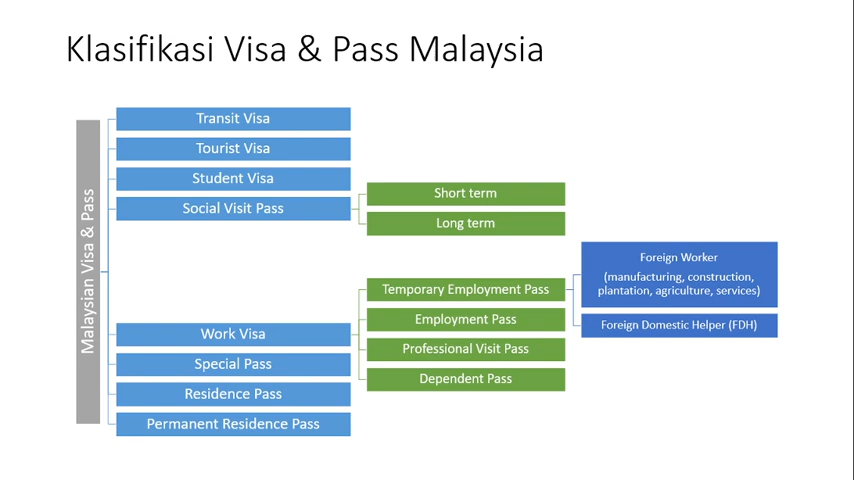 Klasifikasi Visa & Pass Malaysia
Malaysian Visa & Pass
Transit Visa
Tourist Visa
Student Visa
Social Visit Pass
Short term
Long term
Work Visa
Temporary Employment Pass
Foreign Worker
(manufacturing, construction,
plantation, agriculture, services)
Foreign Domestic Helper (FDH)
Employment Pass
Professional Visit Pass
Dependent Pass
Special Pass
Residence Pass
Permanent Residence Pass